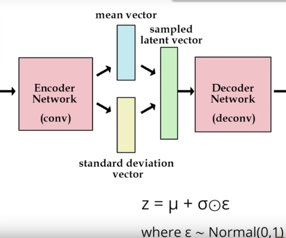 mean vector
sampled
latent vector
Encoder
Network
(conv)
Decoder
Network
(deconv)
standard deviation
vector
z = μ + σ⊙ε
where ε ~ Normal(0,1)